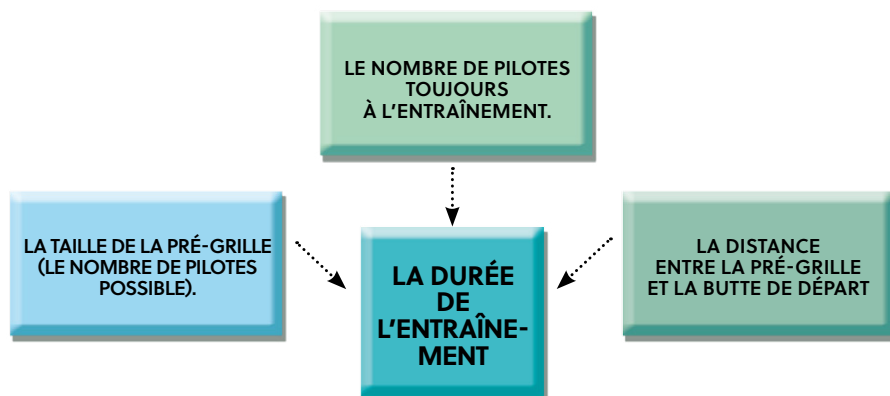 LE NOMBRE DE PILOTES
TOUJOURS
À L'ENTRAÎNEMENT.
LA TAILLE DE LA PRÉ-GRILLE
(LE NOMBRE DE PILOTES
POSSIBLE).
LA DURÉE
DE
L'ENTRAÎNE-
MENT
LA DISTANCE
ENTRE LA PRÉ-GRILLE
ET LA BUTTE DE DÉPART